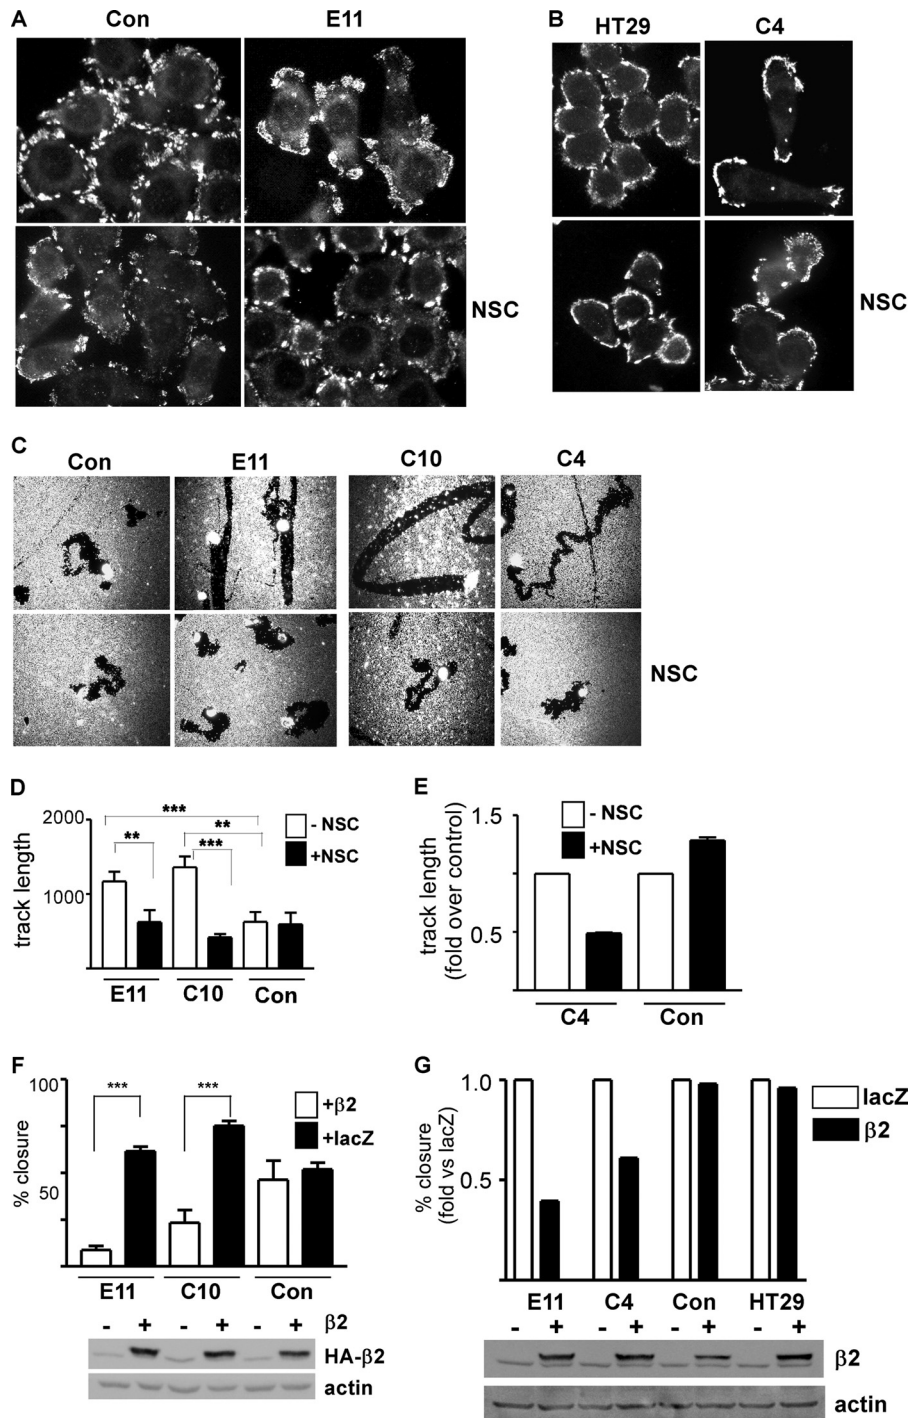 A
Con
E11
NSC
B
HT29
C4
NSC
C
Con
E11
C10
C4
NSC
D
2000
1000
track length
***
**
**
***
- NSC
+NSC
E11
C10
Con
E
1.5
1.0
0.5
track length
(fold over control)
- NSC
+NSC
C4
Con
F
100
50
% closure
***
***
+β2
+lacZ
E11
C10
Con
- + - + - + β2
HA-β2
actin
G
1.0
0.5
% closure
(fold vs lacZ)
lacZ
β2
E11
C4
Con
HT29
- + - + - + - +
β2
actin